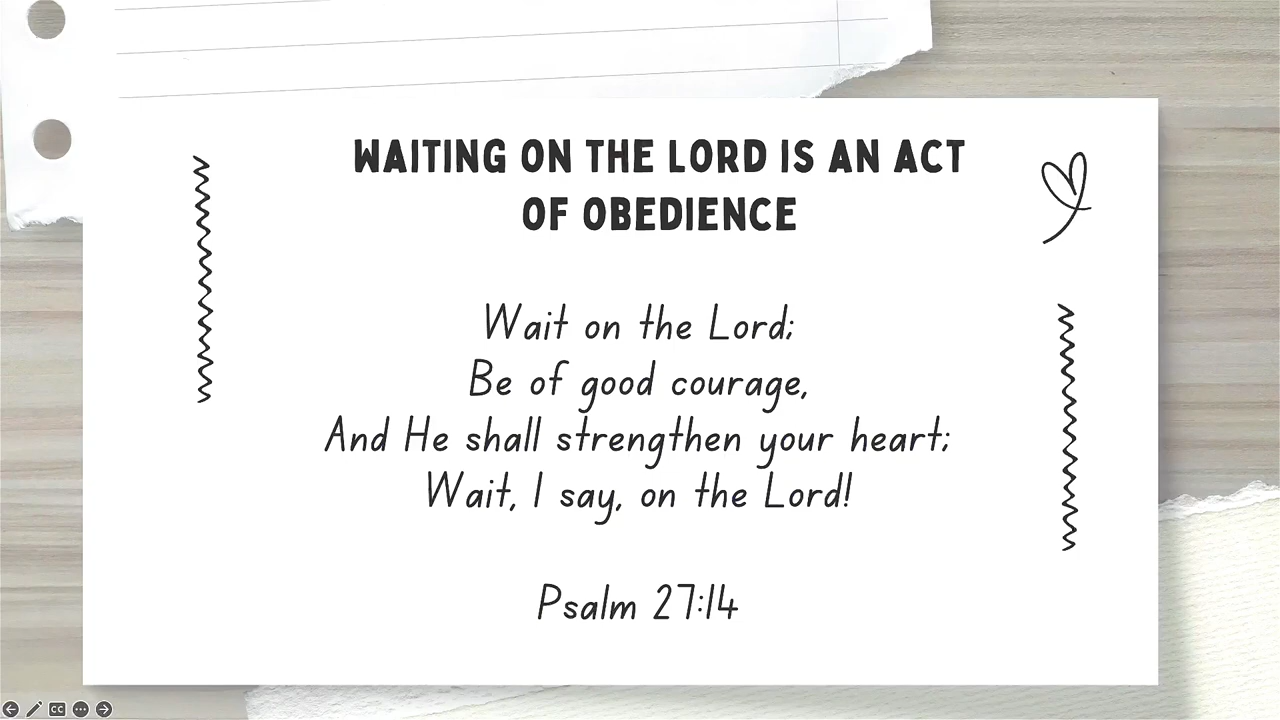 WAITING ON THE LORD IS AN ACT
OF OBEDIENCE
Wait on the Lord;
Be of good courage,
And He shall strengthen your heart;
Wait, I say, on the Lord!
Psalm 27:14
CC